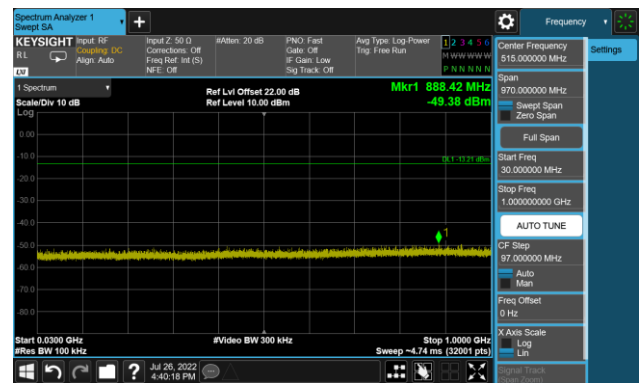 Spectrum Analyzer 1
Swept SA
Frequency
KEYSIGHT
RL
LXI
Input: RF
Coupling: DC
Align: Auto
Input Z: 50 Ω
Corrections: Off
Freq Ref: Int (S)
NFE: Off
#Atten: 20 dB
PNO: Fast
Gate: Off
IF Gain: Low
Sig Track: Off
Avg Type: Log-Power
Trig: Free Run
1 2 3 4 5 6
M W W W W W
P N N N N N
1 Spectrum
Scale/Div 10 dB
Log
Ref Lvl Offset 22.00 dB
Ref Level 10.00 dBm
Mkr1 888.42 MHz
-49.38 dBm
0.00
-10.0
-20.0
-30.0
-40.0
-50.0
-60.0
-70.0
-80.0
DL1 -13.21 dBm
1
Start 0.0300 GHz
#Res BW 100 kHz
#Video BW 300 kHz
Stop 1.0000 GHz
Sweep ~4.74 ms (32001 pts)
Jul 26, 2022
4:40:18 PM
Center Frequency
515.000000 MHz
Settings
Span
970.000000 MHz
Swept Span
Zero Span
Full Span
Start Freq
30.000000 MHz
Stop Freq
1.000000000 GHz
AUTO TUNE
CF Step
97.000000 MHz
Auto
Man
Freq Offset
0 Hz
X Axis Scale
Log
Lin
Signal Track
(Span Zoom)